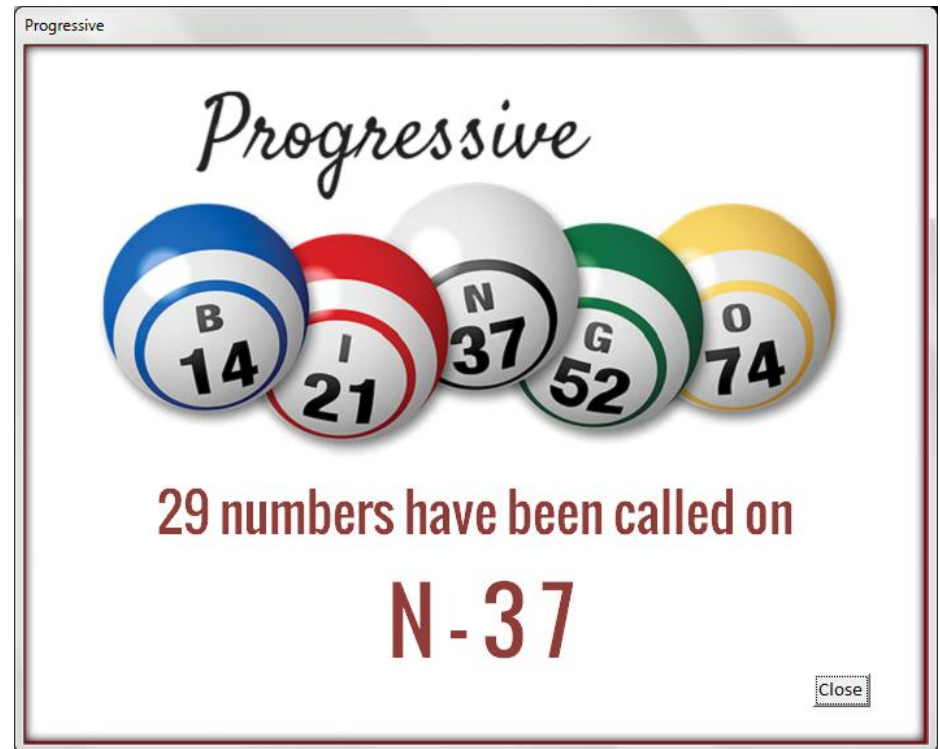 Progressive
Progressive
B
14
I
21
N
37
G
52
O
74
29 numbers have been called on
N - 37
Close